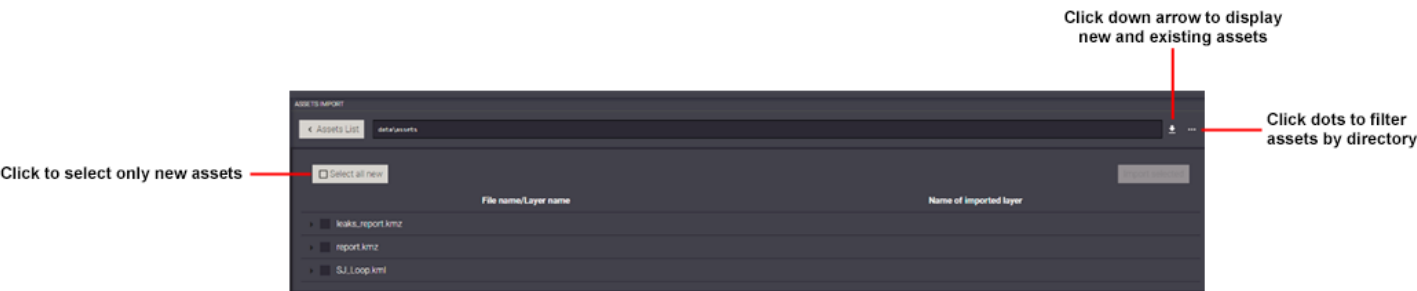 Click down arrow to display
new and existing assets
ASSETS IMPORT
Assets List
data\assets
Click dots to filter
assets by directory
Click to select only new assets
Select all new
Import selected
File name/Layer name
Name of imported layer
leaks_report.kmz
report.kmz
SJ_Loop.kml